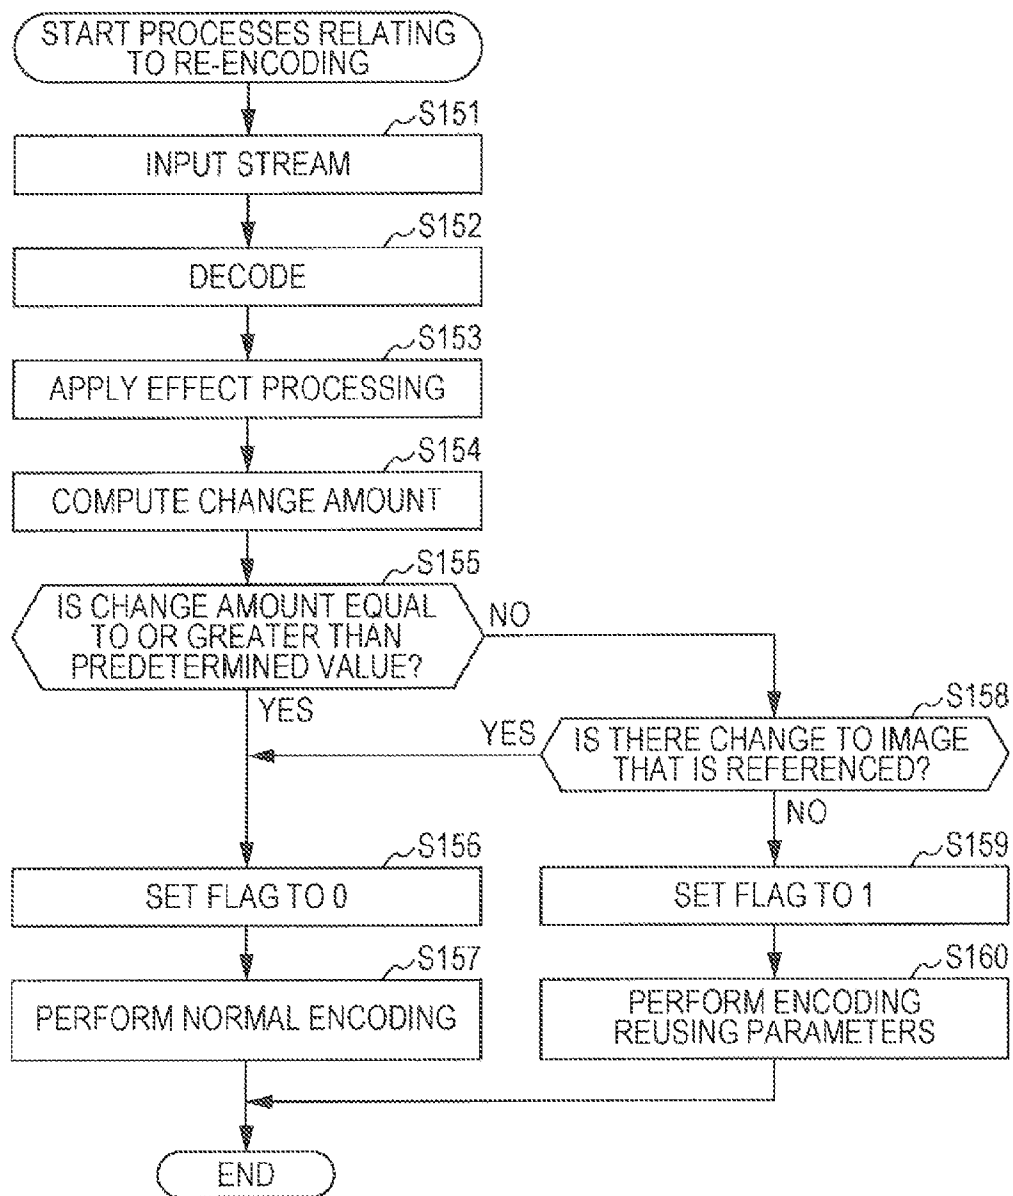 START PROCESSES RELATING
TO RE-ENCODING
S151
INPUT STREAM
S152
DECODE
S153
APPLY EFFECT PROCESSING
S154
COMPUTE CHANGE AMOUNT
S155
IS CHANGE AMOUNT EQUAL
TO OR GREATER THAN
PREDETERMINED VALUE?
NO
YES
S158
IS THERE CHANGE TO IMAGE
THAT IS REFERENCED?
YES
NO
S156
SET FLAG TO 0
S157
PERFORM NORMAL ENCODING
S159
SET FLAG TO 1
S160
PERFORM ENCODING
REUSING PARAMETERS
END